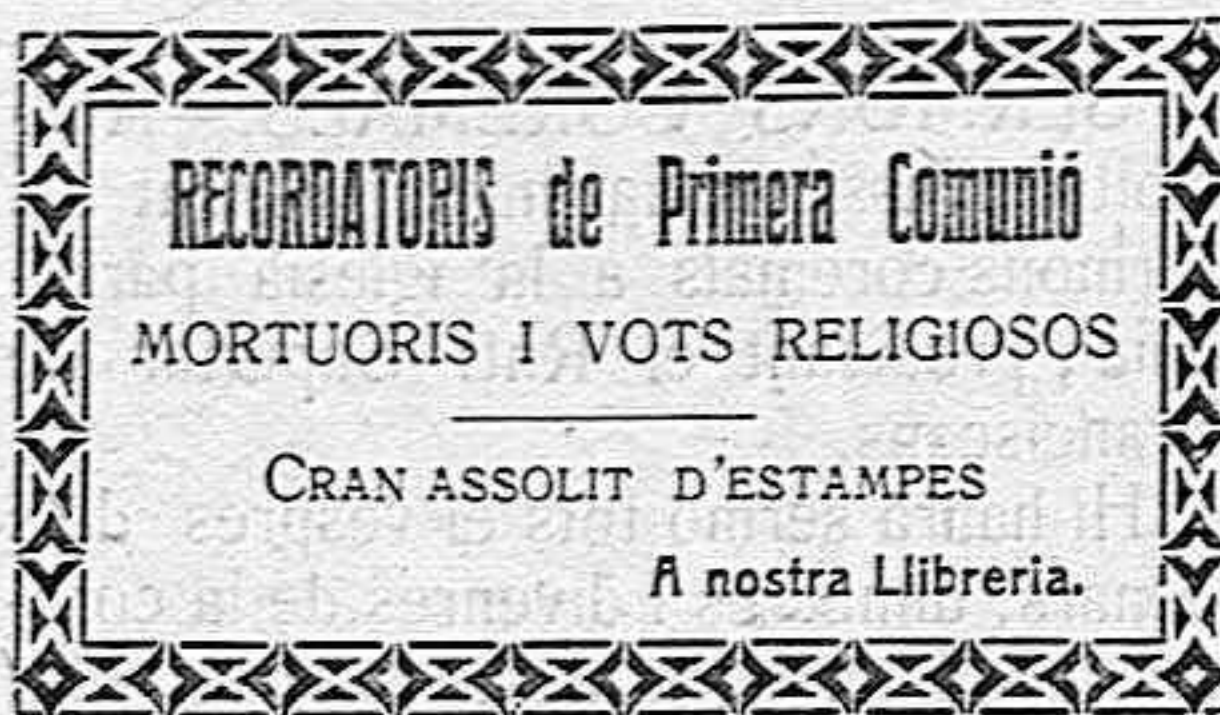 RECORDATORIS de Primera Comunió
MORTUORIS I VOTS RELIGIOSOS
CRAN ASSOLIT D'ESTAMPES
A nostra Llibreria.